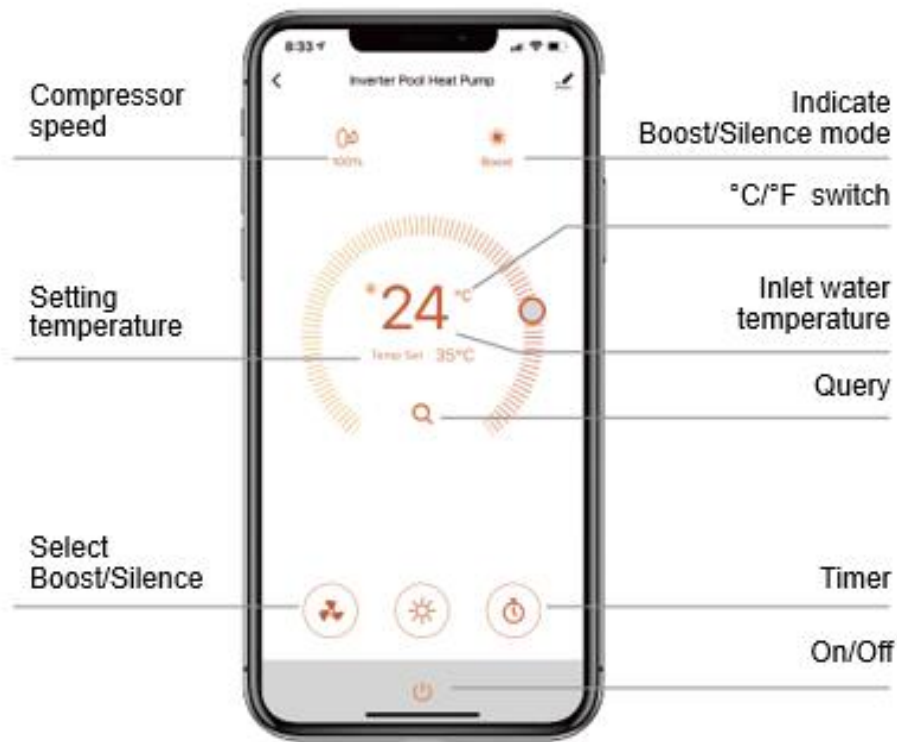 8:33
Inverter Pool Heat Pump
Compressor
speed
Indicate
Boost/Silence mode
100%
Boost
°C/°F switch
24 °C
Setting
temperature
Inlet water
temperature
Temp Set 35°C
Query
Select
Boost/Silence
Timer
On/Off